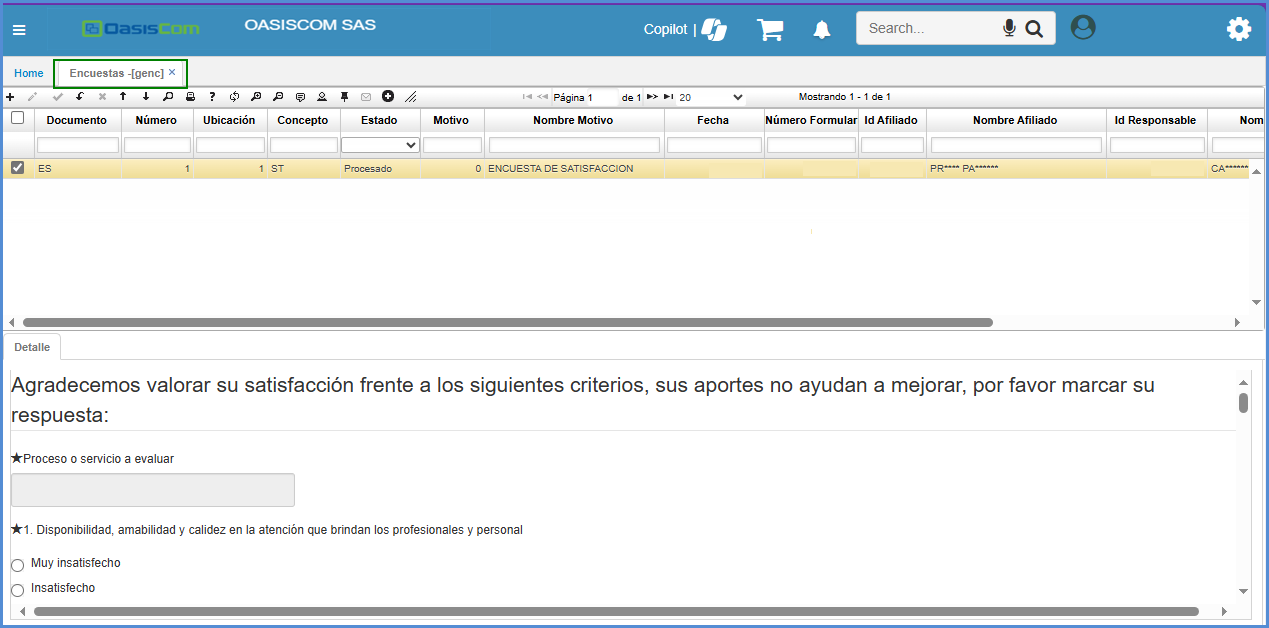 OasisCom
OASISCOM SAS
Copilot |
Search...
Home
Encuestas -[genc] ×
Página 1 de 1 20
Mostrando 1 - 1 de 1
Documento Número Ubicación Concepto Estado Motivo Nombre Motivo Fecha Número Formular Id Afiliado Nombre Afiliado Id Responsable Nom
ES 1 1 ST Procesado 0 ENCUESTA DE SATISFACCION PR**** PA****** CA******
Detalle
Agradecemos valorar su satisfacción frente a los siguientes criterios, sus aportes no ayudan a mejorar, por favor marcar su
respuesta:
★Proceso o servicio a evaluar
★1. Disponibilidad, amabilidad y calidez en la atención que brindan los profesionales y personal
Muy insatisfecho
Insatisfecho